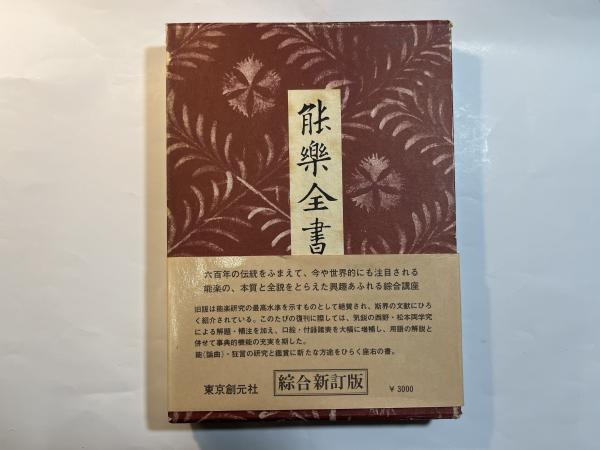 能樂全書
六百年の伝統をふまえて、今や世界的にも注目される
能楽の、本質と全貌をとらえた興趣あふれる綜合講座
旧版は能楽研究の最高水準を示すものとして絶賛され、斯界の文献にひろ
く紹介されている。このたびの復刊に際しては、気鋭の西野・松本両学究
による解題・補注を加え、口絵・付録諸表を大幅に増補し、用語の解説と
併せて事典的機能の充実を期した。
能(謡曲)・狂言の研究と鑑賞に新たな方途をひらく座右の書。
東京創元社
綜合新訂版
¥ 3000